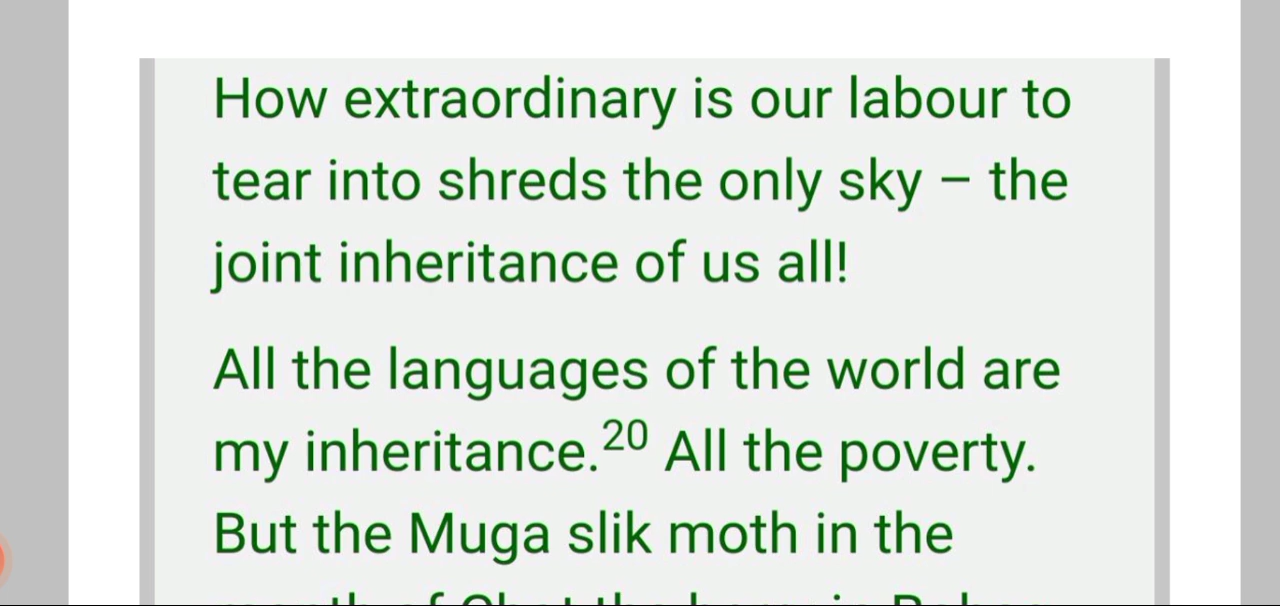 How extraordinary is our labour to
tear into shreds the only sky – the
joint inheritance of us all!
All the languages of the world are
my inheritance.20 All the poverty.
But the Muga slik moth in the